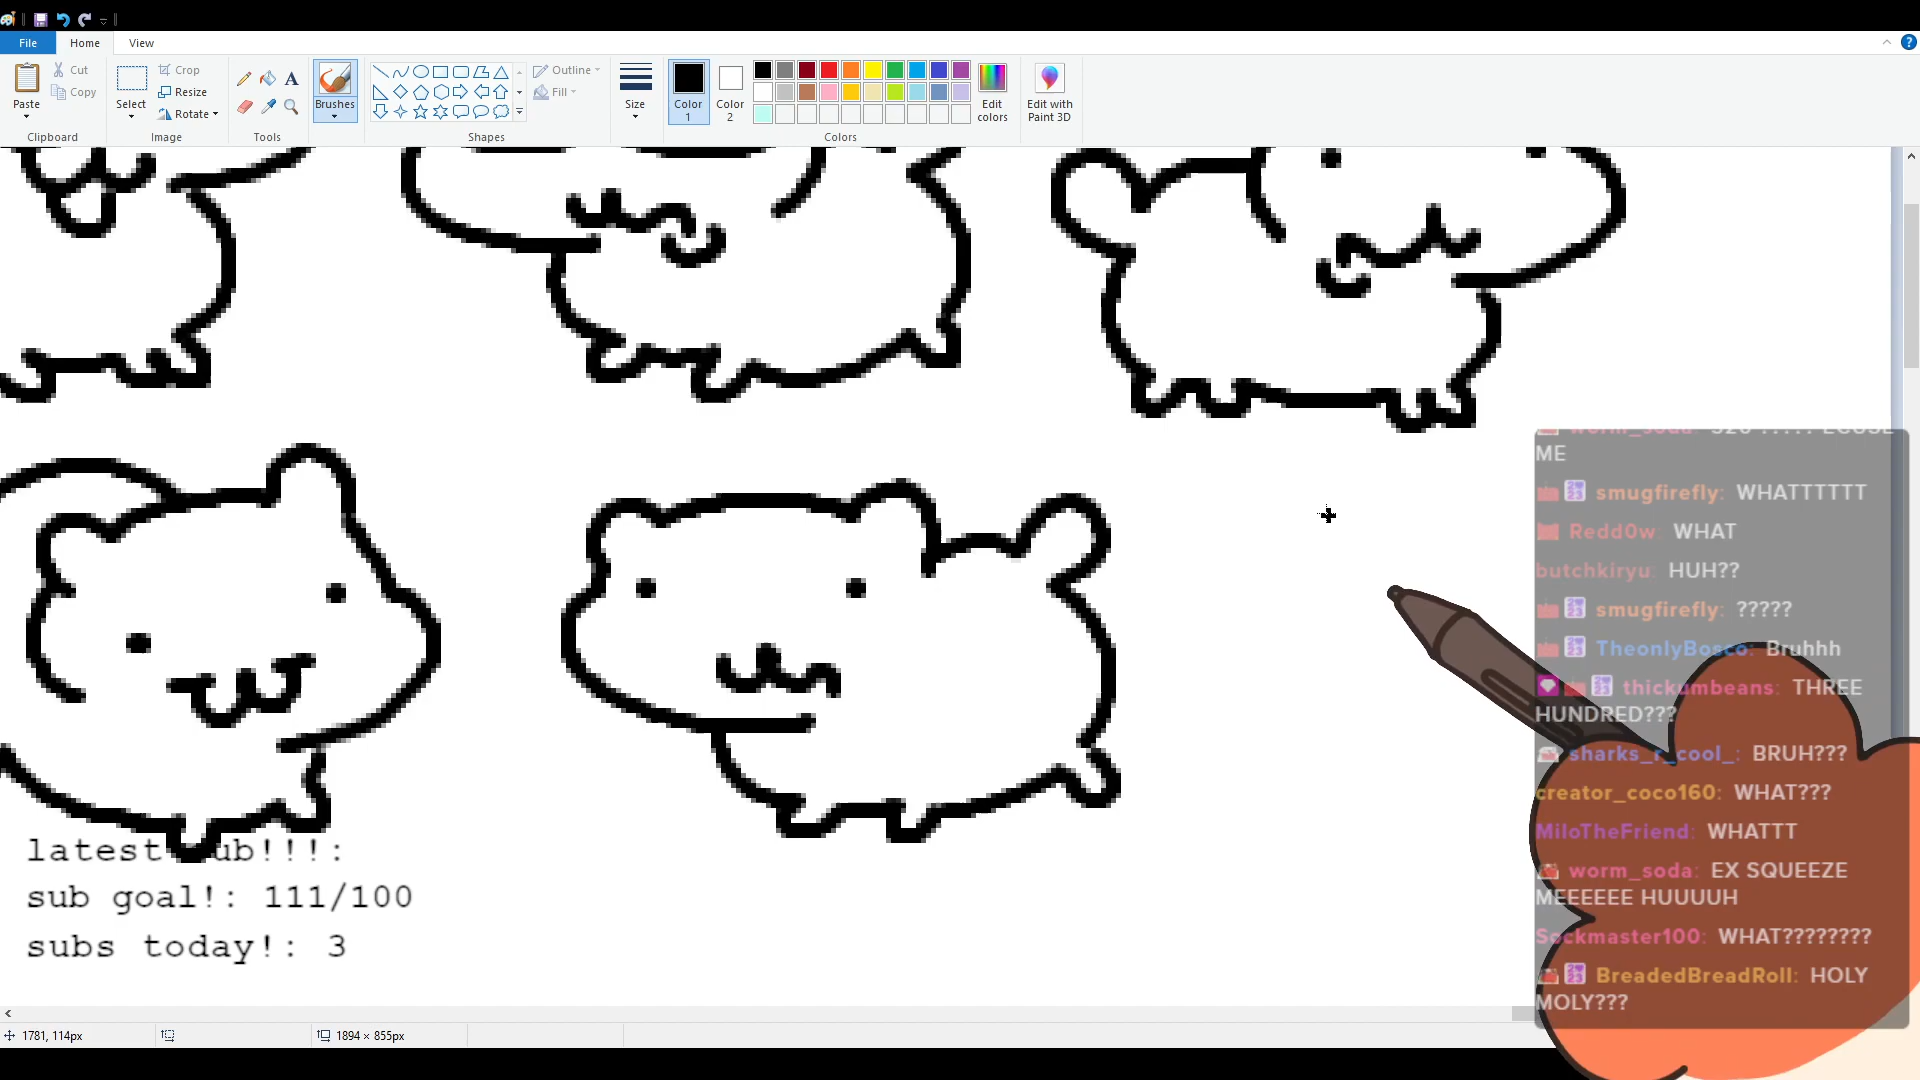 File Home View
Paste Cut Copy Clipboard
Select Crop Resize Rotate Image
A Tools
Shapes Outline Fill
Brushes
Size
Color 1 Color 2 Edit colors Colors
Edit with Paint 3D
ME
smugfirefly: WHATTTTTT
Redd0w: WHAT
butchkiryu: HUH??
smugfirefly: ?????
TheonlyBosco: Bruhhh
thickumbeans: THREE
HUNDRED???
sharks_r_cool_: BRUH???
creator_coco160: WHAT???
MiloTheFriend: WHATTT
worm_soda: EX SQUEEZE
MEEEEEE HUUUUH
Sockmaster100: WHAT????????
BreadedBreadRoll: HOLY
MOLY???
latest sub!!!:
sub goal!: 111/100
subs today!: 3
1781, 114px
1894 × 855px